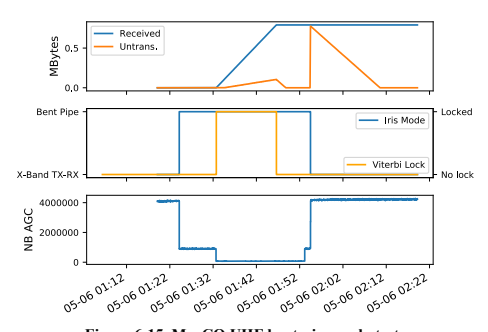 Received
Untrans.
MBytes
0.5
0.0
Bent Pipe
X-Band TX-RX
Iris Mode
Viterbi Lock
Locked
No lock
NB AGC
4000000
2000000
0
05-06 01:12
05-06 01:22
05-06 01:32
05-06 01:42
05-06 01:52
05-06 02:02
05-06 02:12
05-06 02:22